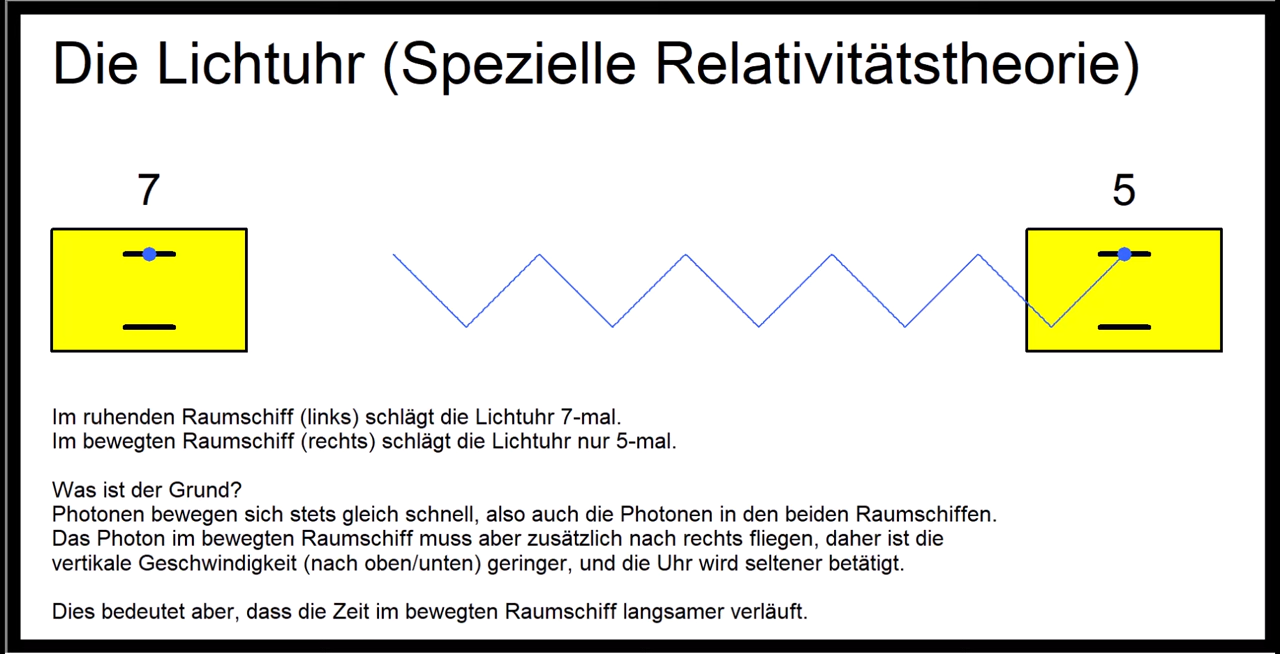 Die Lichtuhr (Spezielle Relativitätstheorie)
7
5
Im ruhenden Raumschiff (links) schlägt die Lichtuhr 7-mal.
Im bewegten Raumschiff (rechts) schlägt die Lichtuhr nur 5-mal.
Was ist der Grund?
Photonen bewegen sich stets gleich schnell, also auch die Photonen in den beiden Raumschiffen.
Das Photon im bewegten Raumschiff muss aber zusätzlich nach rechts fliegen, daher ist die
vertikale Geschwindigkeit (nach oben/unten) geringer, und die Uhr wird seltener betätigt.
Dies bedeutet aber, dass die Zeit im bewegten Raumschiff langsamer verläuft.